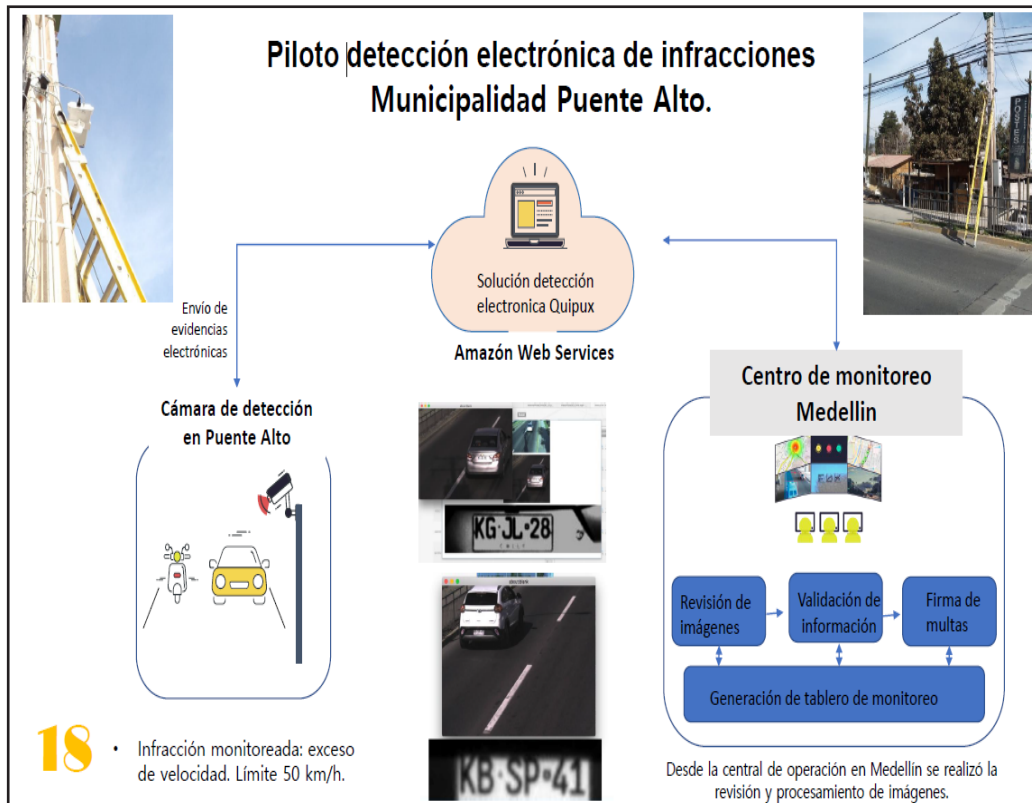 Piloto detección electrónica de infracciones
Municipalidad Puente Alto.
POSTES
Solución detección
electronica Quipux
Amazón Web Services
Envío de
evidencias
electrónicas
Cámara de detección
en Puente Alto
KG·JL·28
CHILE
KB·SP·41
Centro de monitoreo
Medellin
Revisión de
imágenes
Validación de
información
Firma de
multas
Generación de tablero de monitoreo
18
• Infracción monitoreada: exceso
de velocidad. Límite 50 km/h.
Desde la central de operación en Medellín se realizó la
revisión y procesamiento de imágenes.